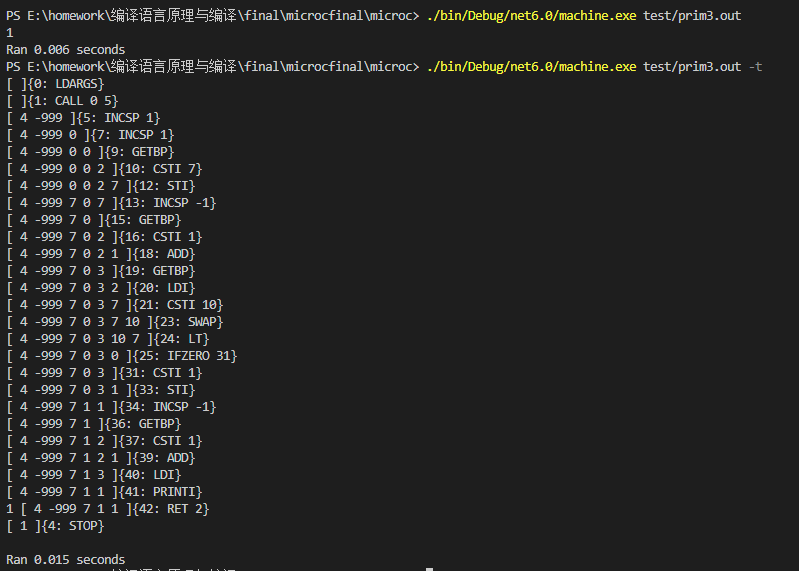 PS E:\homework\编译语言原理与编译\final\microcfinal\microc> ./bin/Debug/net6.0/machine.exe test/prim3.out
1
Ran 0.006 seconds
PS E:\homework\编译语言原理与编译\final\microcfinal\microc> ./bin/Debug/net6.0/machine.exe test/prim3.out -t
[ ]{0: LDARGS}
[ ]{1: CALL 0 5}
[ 4 -999 ]{5: INCSP 1}
[ 4 -999 0 ]{7: INCSP 1}
[ 4 -999 0 0 ]{9: GETBP}
[ 4 -999 0 0 2 ]{10: CSTI 7}
[ 4 -999 0 0 2 7 ]{12: STI}
[ 4 -999 7 0 7 ]{13: INCSP -1}
[ 4 -999 7 0 ]{15: GETBP}
[ 4 -999 7 0 2 ]{16: CSTI 1}
[ 4 -999 7 0 2 1 ]{18: ADD}
[ 4 -999 7 0 3 ]{19: GETBP}
[ 4 -999 7 0 3 2 ]{20: LDI}
[ 4 -999 7 0 3 7 ]{21: CSTI 10}
[ 4 -999 7 0 3 7 10 ]{23: SWAP}
[ 4 -999 7 0 3 10 7 ]{24: LT}
[ 4 -999 7 0 3 0 ]{25: IFZERO 31}
[ 4 -999 7 0 3 ]{31: CSTI 1}
[ 4 -999 7 0 3 1 ]{33: STI}
[ 4 -999 7 1 1 ]{34: INCSP -1}
[ 4 -999 7 1 ]{36: GETBP}
[ 4 -999 7 1 2 ]{37: CSTI 1}
[ 4 -999 7 1 2 1 ]{39: ADD}
[ 4 -999 7 1 3 ]{40: LDI}
[ 4 -999 7 1 1 ]{41: PRINTI}
1 [ 4 -999 7 1 1 ]{42: RET 2}
[ 1 ]{4: STOP}
Ran 0.015 seconds